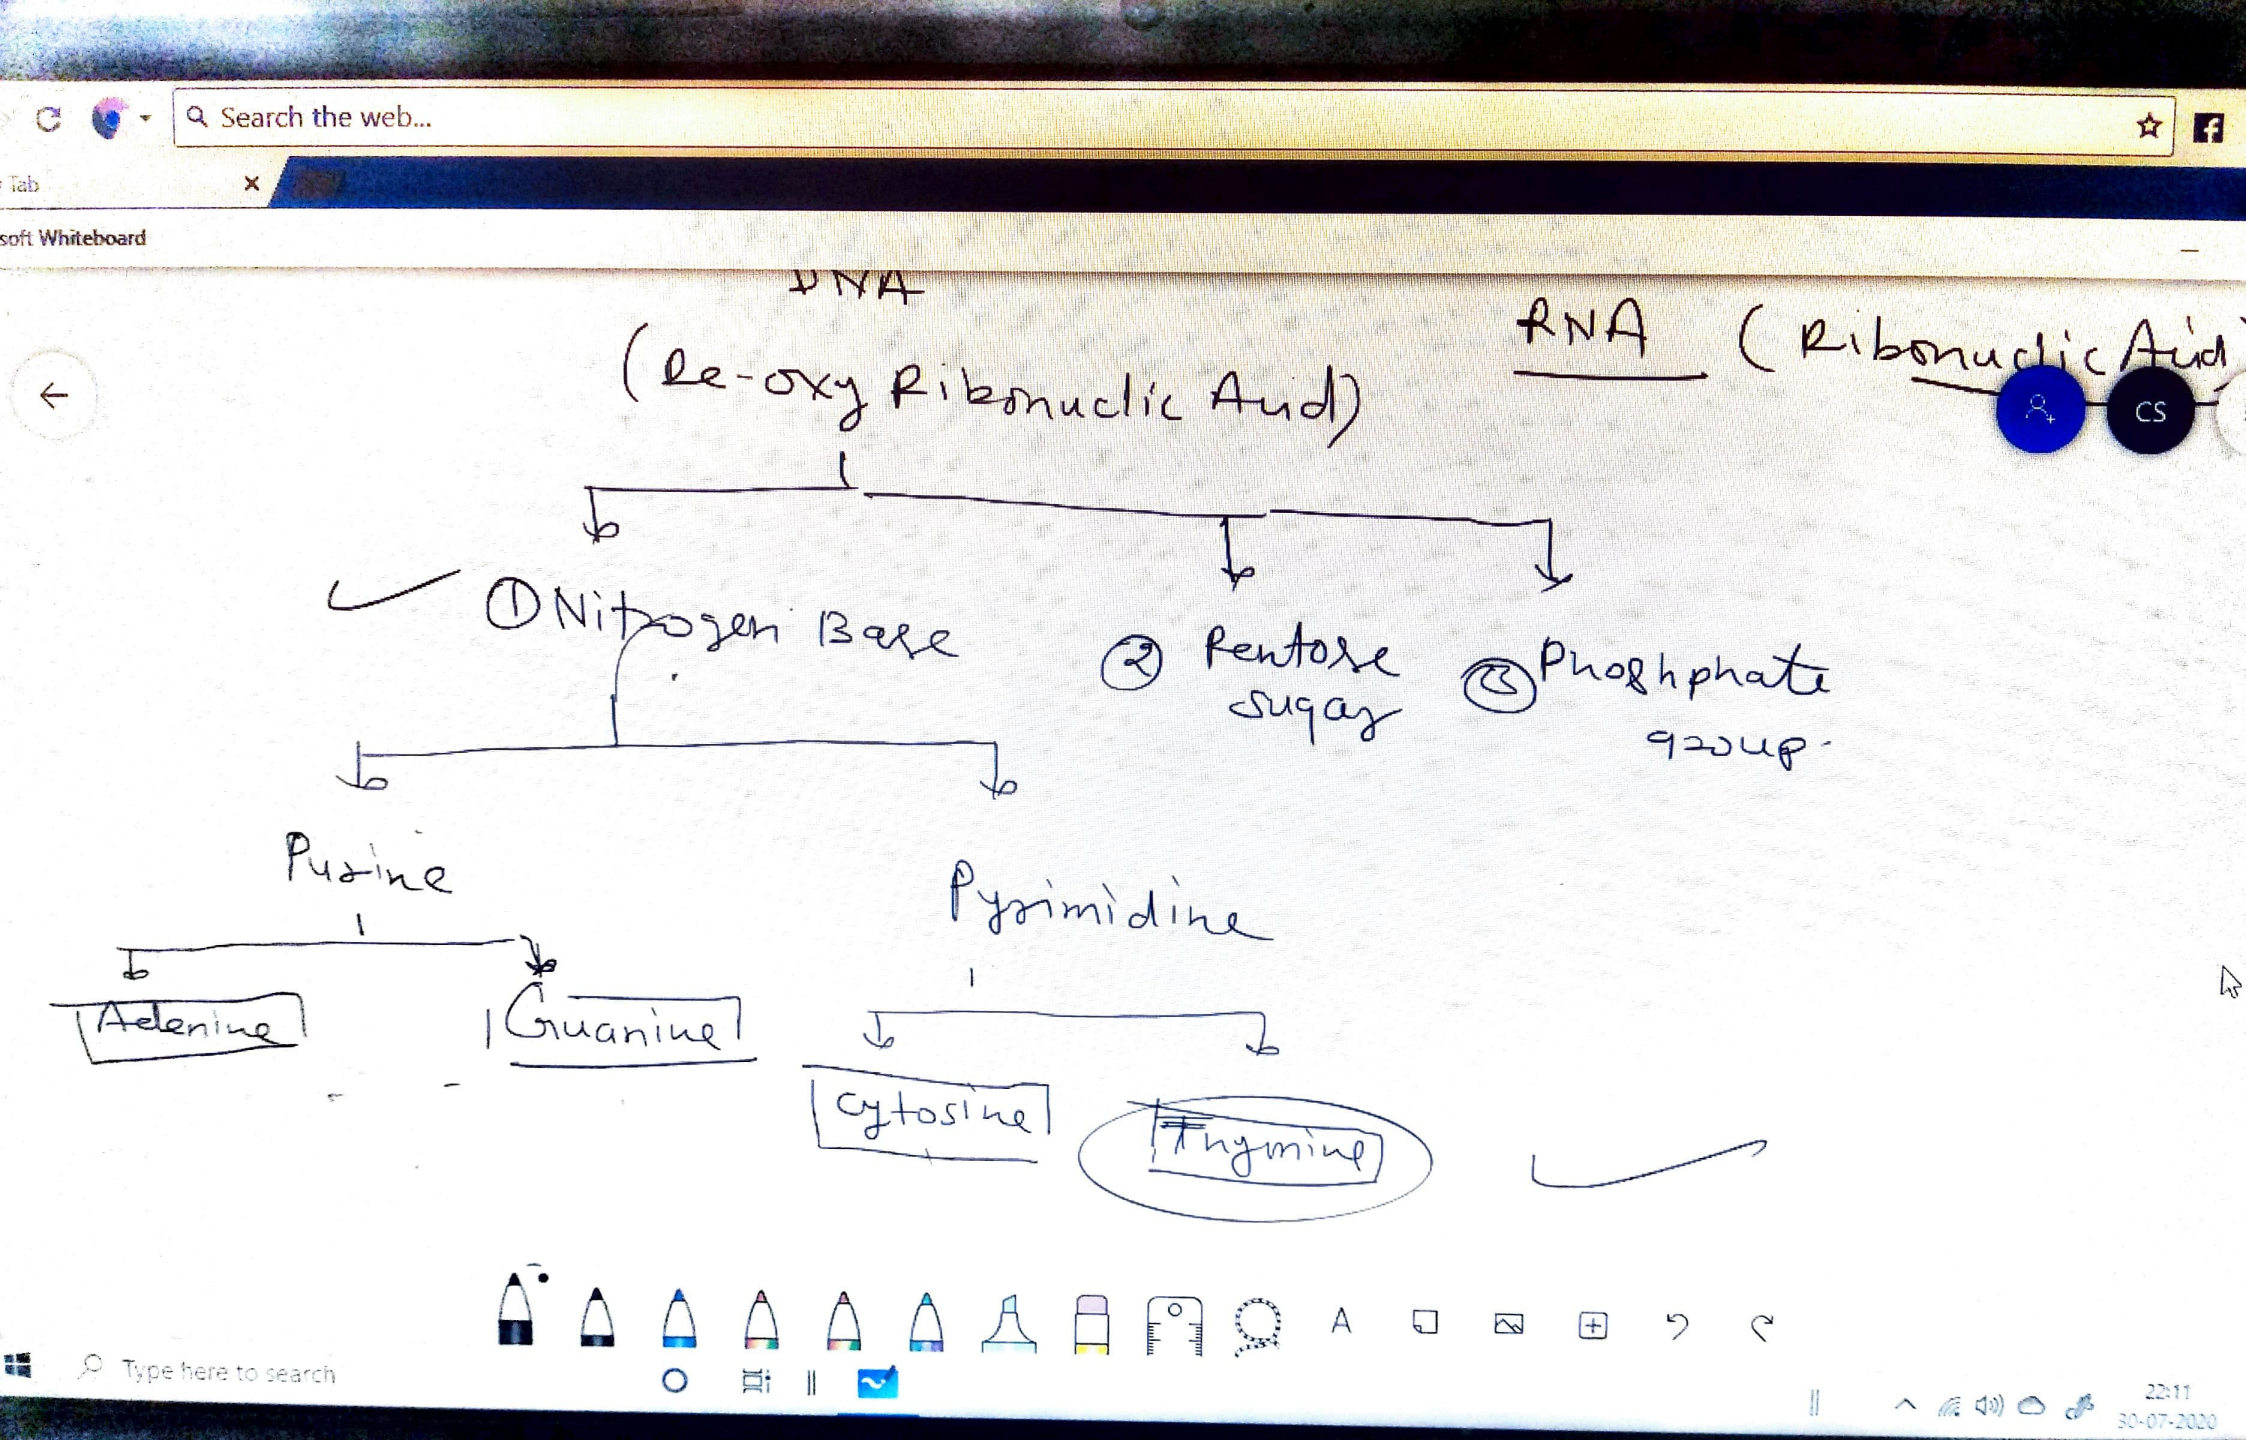 Search the web...
Tab
soft Whiteboard
DNA
RNA (Ribonuclic Acid)
(De-oxy Ribonuclic Acid)
CS
① Nitrogen Base
② Pentose
sugar
③ Phoshphate
group.
Purine
Pyrimidine
Adenine
Guanine
Cytosine
Thymine
A
Type here to search
22:11
30-07-2020